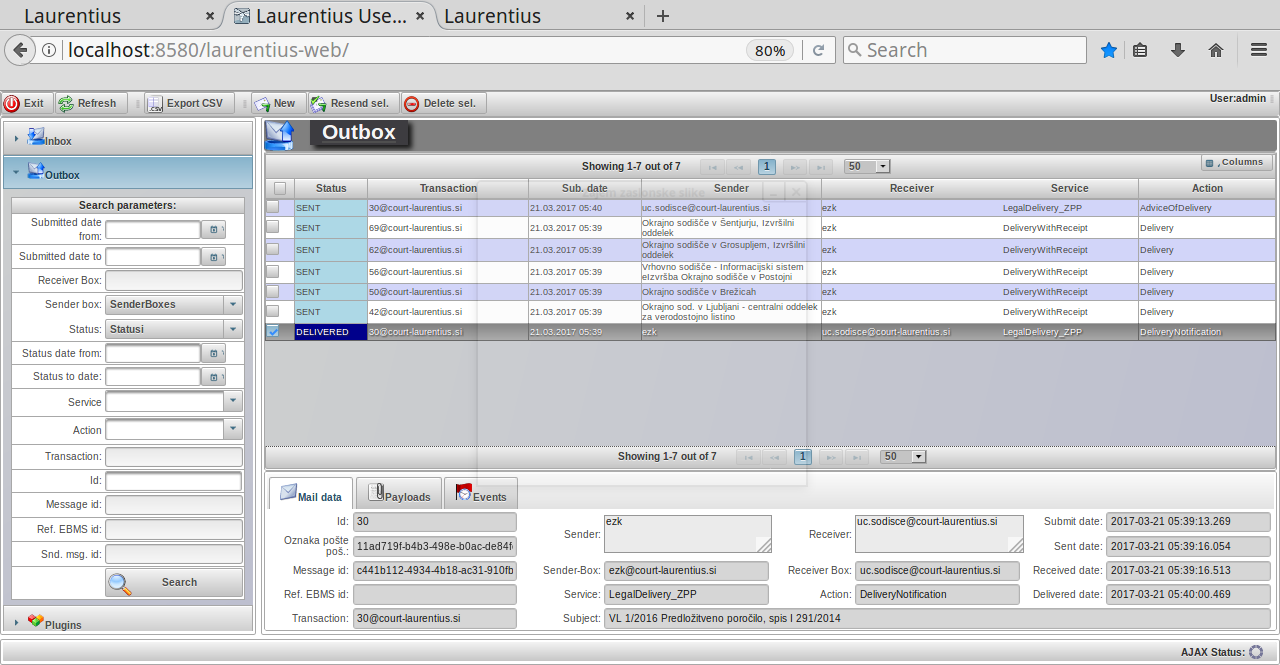 Laurentius
Laurentius Use...
Laurentius
localhost:8580/laurentius-web/
80%
Search
Exit
Refresh
Export CSV
New
Resend sel.
Delete sel.
User:admin
Inbox
Outbox
Search parameters:
Submitted date from:
Submitted date to
Receiver Box:
Sender box: SenderBoxes
Status: Statusi
Status date from:
Status to date:
Service
Action
Transaction:
Id:
Message id:
Ref. EBMS id:
Snd. msg. id:
Search
Plugins
Outbox
Showing 1-7 out of 7 1 50
Columns
Status Transaction Sub. date Sender Receiver Service Action
SENT 30@court-laurentius.si 21.03.2017 05:40 uc.sodisce@court-laurentius.si ezk LegalDelivery_ZPP AdviceOfDelivery
SENT 69@court-laurentius.si 21.03.2017 05:39 Okrajno sodišče v Šentjurju, Izvršilni oddelek ezk DeliveryWithReceipt Delivery
SENT 62@court-laurentius.si 21.03.2017 05:39 Okrajno sodišče v Grosupljem, Izvršilni oddelek ezk DeliveryWithReceipt Delivery
SENT 56@court-laurentius.si 21.03.2017 05:39 Vrhovno sodišče - Informacijski sistem eIzvršba Okrajno sodišče v Postojni ezk DeliveryWithReceipt Delivery
SENT 50@court-laurentius.si 21.03.2017 05:39 Okrajno sodišče v Brežicah ezk DeliveryWithReceipt Delivery
SENT 42@court-laurentius.si 21.03.2017 05:39 Okrajno sod. v Ljubljani - centralni oddelek za verodostojno listino ezk DeliveryWithReceipt Delivery
DELIVERED 30@court-laurentius.si 21.03.2017 05:39 ezk uc.sodisce@court-laurentius.si LegalDelivery_ZPP DeliveryNotification
Showing 1-7 out of 7 1 50
Mail data
Payloads
Events
Id: 30
Oznaka pošte poš.: 11ad719f-b4b3-498e-b0ac-de84f
Message id: c441b112-4934-4b18-ac31-910fb
Ref. EBMS id:
Transaction: 30@court-laurentius.si
Sender: ezk
Sender-Box: ezk@court-laurentius.si
Service: LegalDelivery_ZPP
Subject: VL 1/2016 Predložitveno poročilo, spis I 291/2014
Receiver: uc.sodisce@court-laurentius.si
Receiver Box: uc.sodisce@court-laurentius.si
Action: DeliveryNotification
Submit date: 2017-03-21 05:39:13.269
Sent date: 2017-03-21 05:39:16.054
Received date: 2017-03-21 05:39:16.513
Delivered date: 2017-03-21 05:40:00.469
AJAX Status: